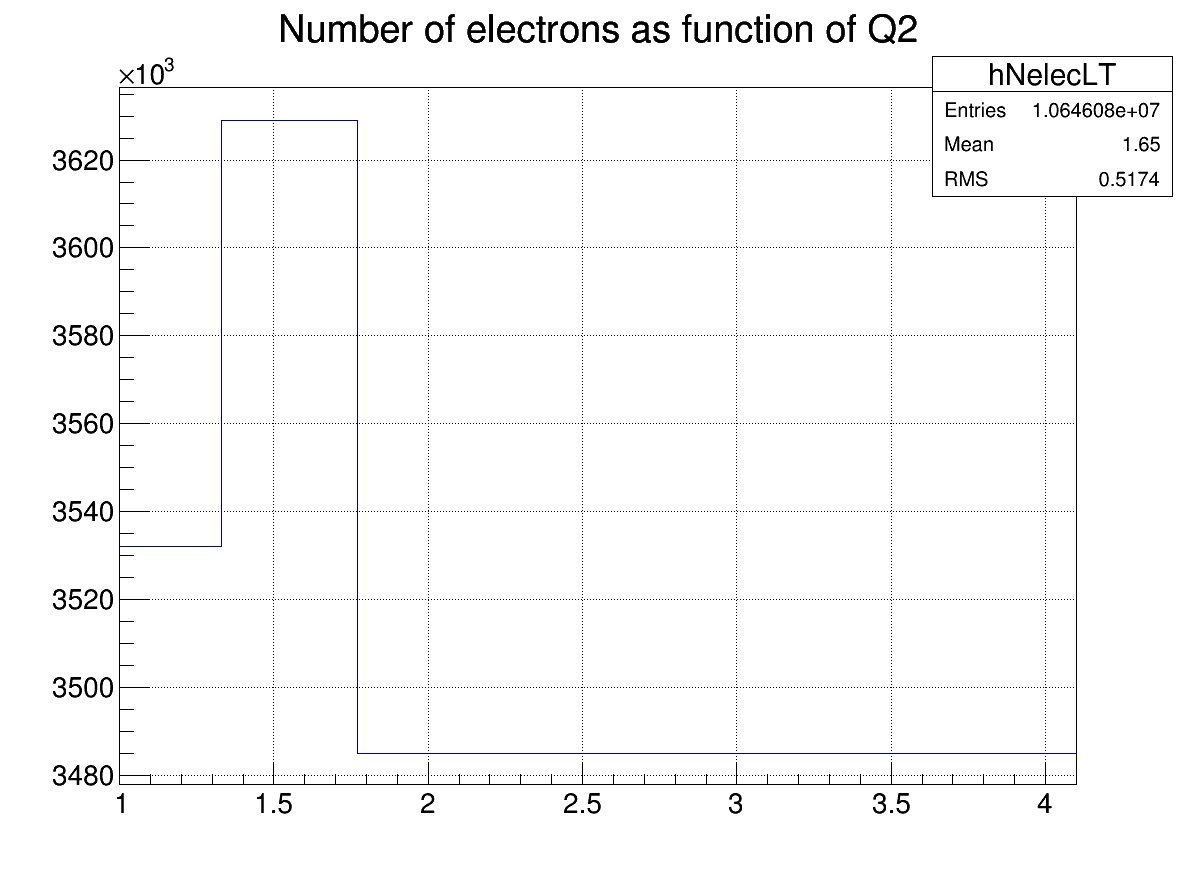 Number of electrons as function of Q2
×10³
hNelecLT
Entries 1.064608e+07
Mean 1.65
RMS 0.5174
3620
3600
3580
3560
3540
3520
3500
3480
1 1.5 2 2.5 3 3.5 4